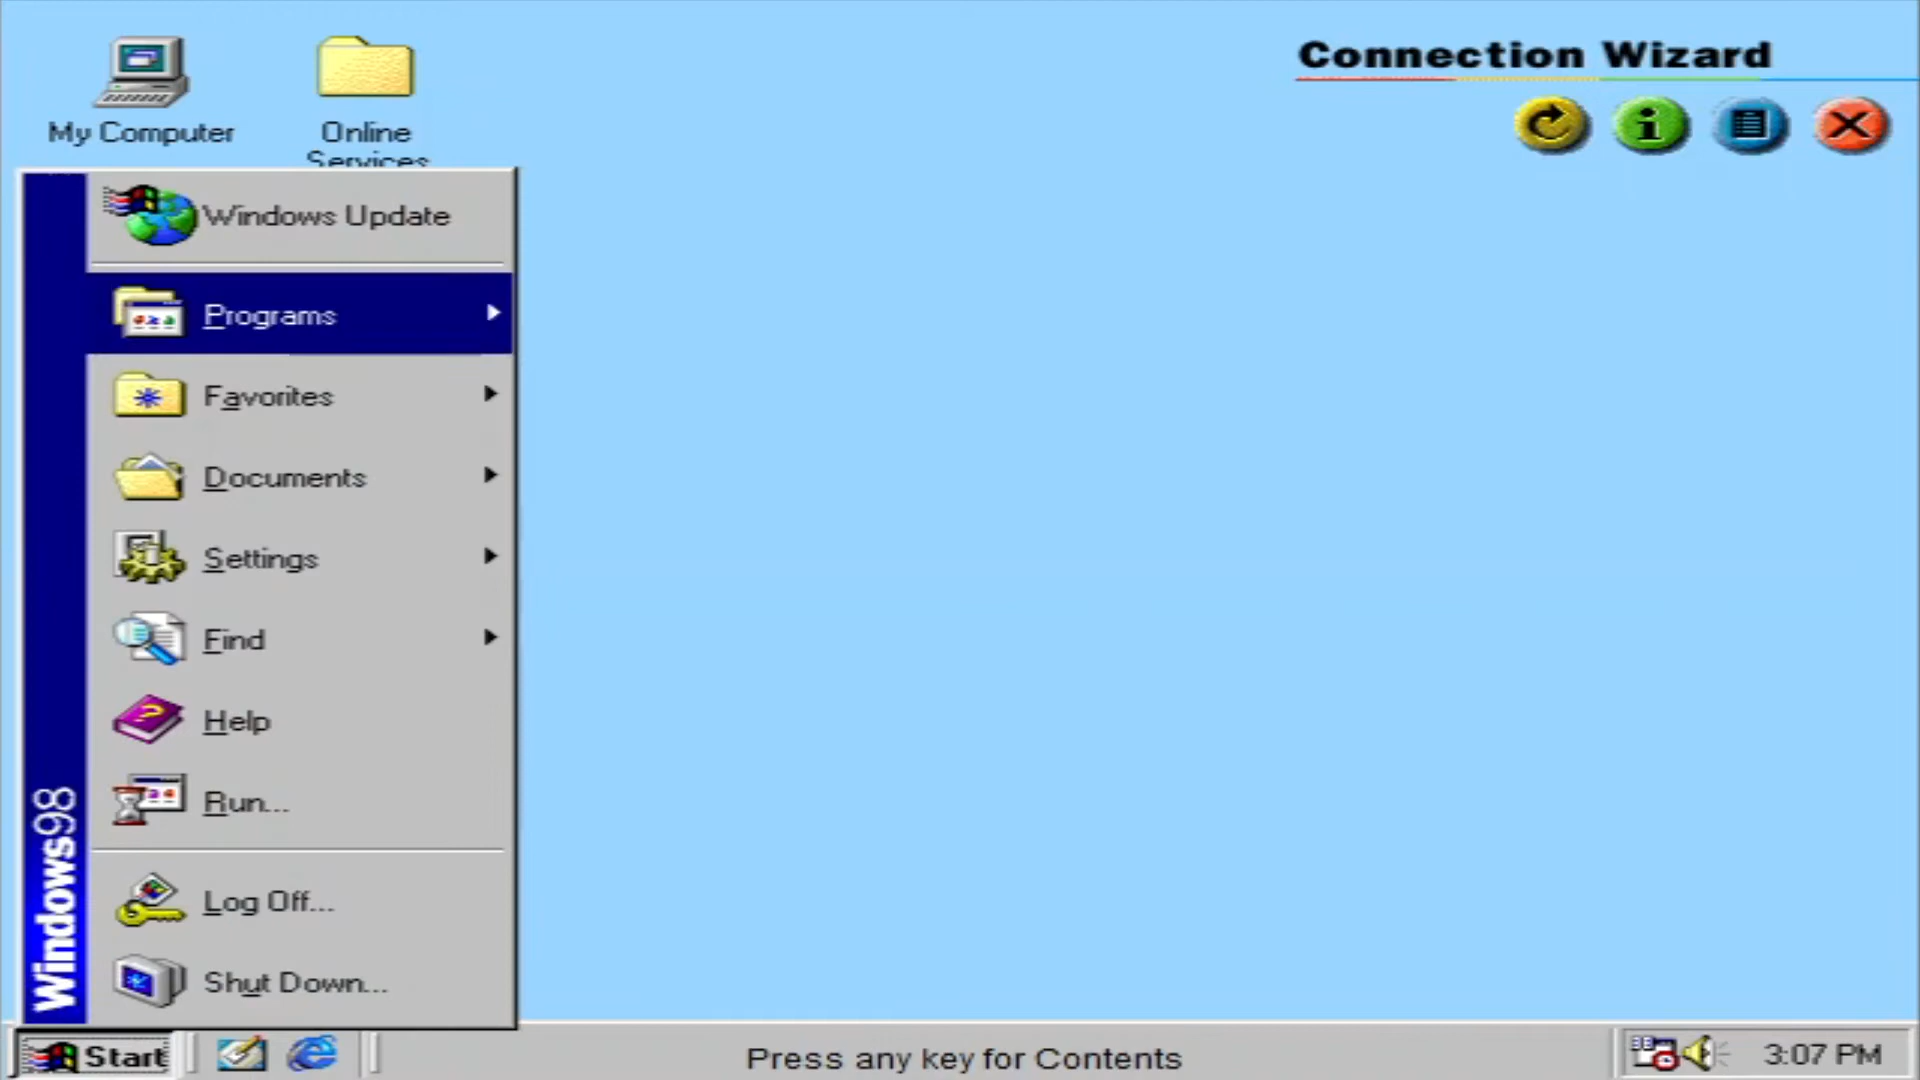 Connection Wizard
My Computer
Online
Services
Windows Update
Programs
Favorites
Documents
Settings
Find
Help
Run...
Log Off...
Shut Down...
Windows98
Start
Press any key for Contents
3:07 PM